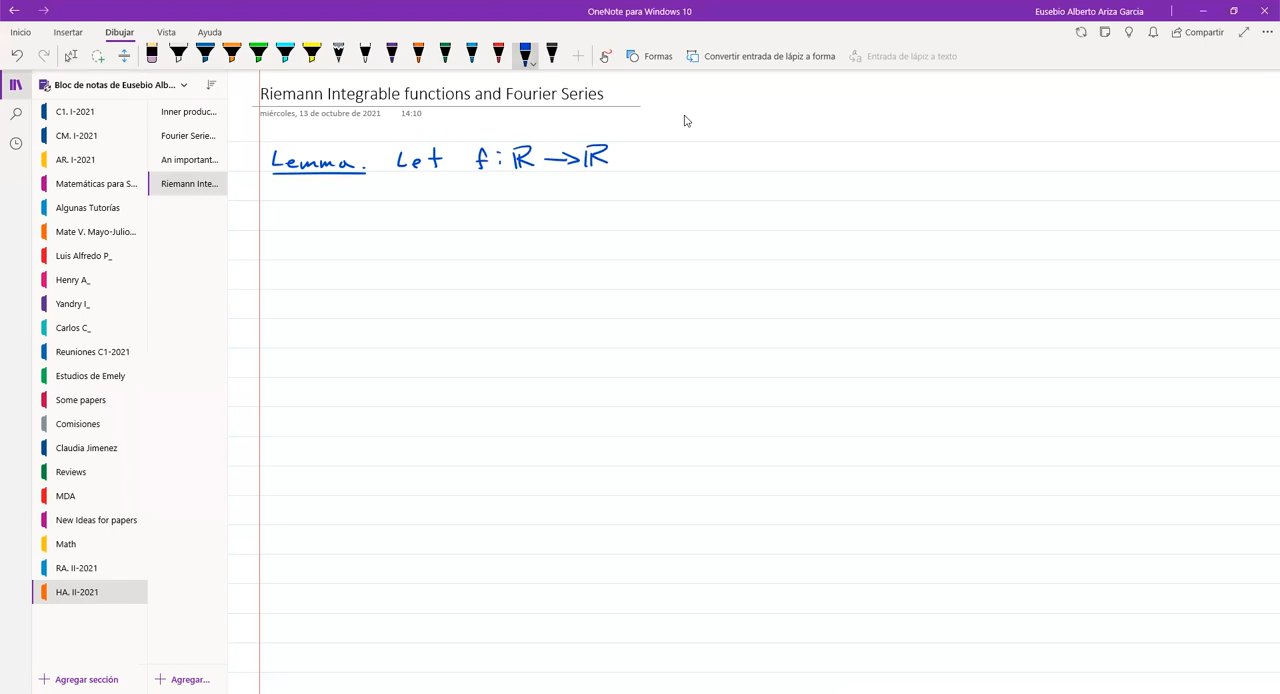 OneNote para Windows 10
Eusebio Alberto Ariza Garcia
Inicio Insertar Dibujar Vista Ayuda
Compartir
Formas
Convertir entrada de lápiz a forma
Entrada de lápiz a texto
Bloc de notas de Eusebio Alb...
C1. I-2021
CM. I-2021
AR. I-2021
Matemáticas para S...
Algunas Tutorías
Mate V. Mayo-Julio...
Luis Alfredo P_
Henry A_
Yandry I_
Carlos C_
Reuniones C1-2021
Estudios de Emely
Some papers
Comisiones
Claudia Jimenez
Reviews
MDA
New Ideas for papers
Math
RA. II-2021
HA. II-2021
Agregar sección
Inner produc...
Fourier Serie...
An important...
Riemann Inte...
Agregar...
Riemann Integrable functions and Fourier Series
miércoles, 13 de octubre de 2021 14:10
Lemma. Let f: ℝ → ℝ